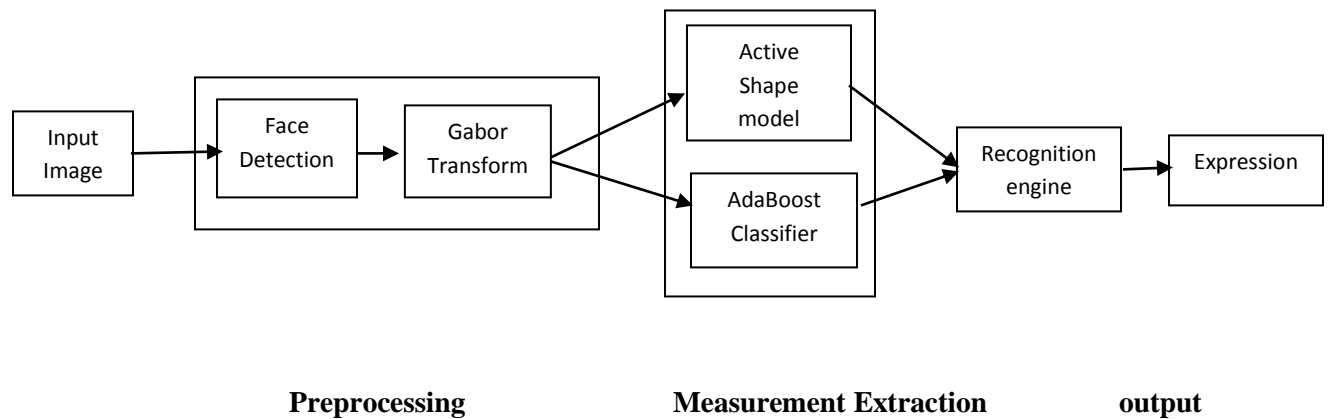 Input
Image
Face
Detection
Gabor
Transform
Active
Shape
model
AdaBoost
Classifier
Recognition
engine
Expression
Preprocessing
Measurement Extraction
output